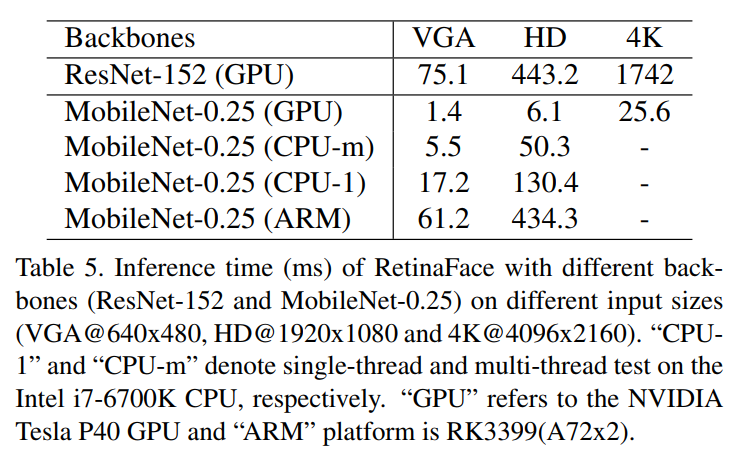 Backbones VGA HD 4K
ResNet-152 (GPU) 75.1 443.2 1742
MobileNet-0.25 (GPU) 1.4 6.1 25.6
MobileNet-0.25 (CPU-m) 5.5 50.3 -
MobileNet-0.25 (CPU-1) 17.2 130.4 -
MobileNet-0.25 (ARM) 61.2 434.3 -
Table 5. Inference time (ms) of RetinaFace with different back-
bones (ResNet-152 and MobileNet-0.25) on different input sizes
(VGA@640x480, HD@1920x1080 and 4K@4096x2160). “CPU-
1” and “CPU-m” denote single-thread and multi-thread test on the
Intel i7-6700K CPU, respectively. “GPU” refers to the NVIDIA
Tesla P40 GPU and “ARM” platform is RK3399(A72x2).